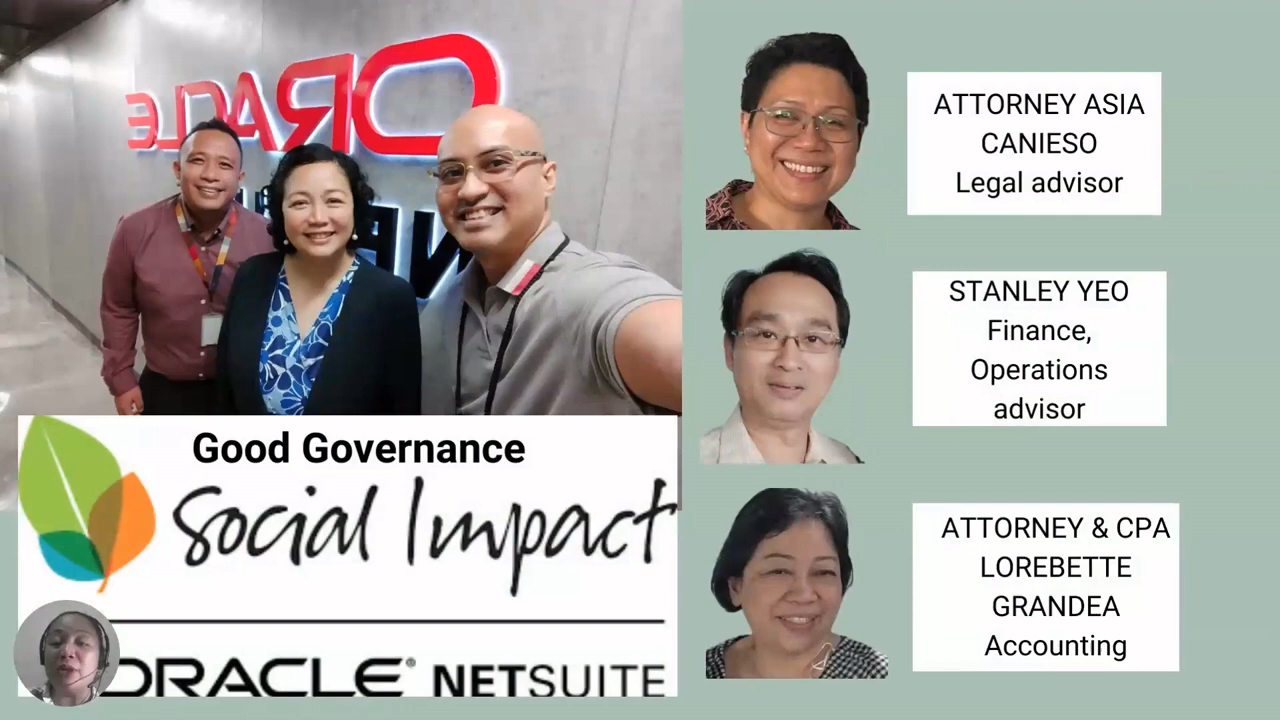 ORACLE
Good Governance
Social Impact
ORACLE® NETSUITE
ATTORNEY ASIA
CANIESO
Legal advisor
STANLEY YEO
Finance,
Operations
advisor
ATTORNEY & CPA
LOREBETTE
GRANDEA
Accounting